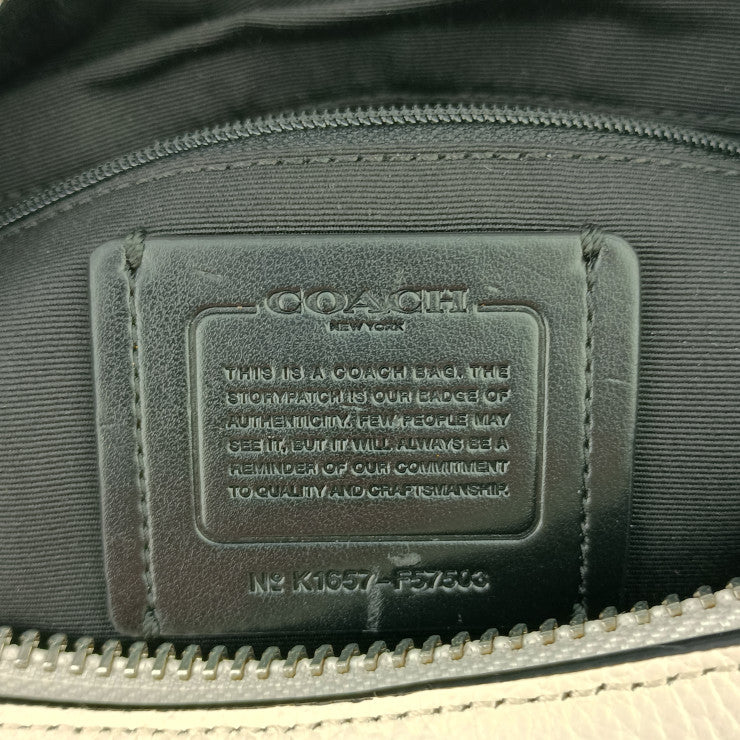 COACH
NEW YORK
THIS IS A COACH BAG. THE
STORYPATCH IS OUR BADGE OF
AUTHENTICITY. FEW PEOPLE MAY
SEE IT, BUT IT WILL ALWAYS BE A
REMINDER OF OUR COMMITMENT
TO QUALITY AND CRAFTSMANSHIP.
Nº K1657-F57503